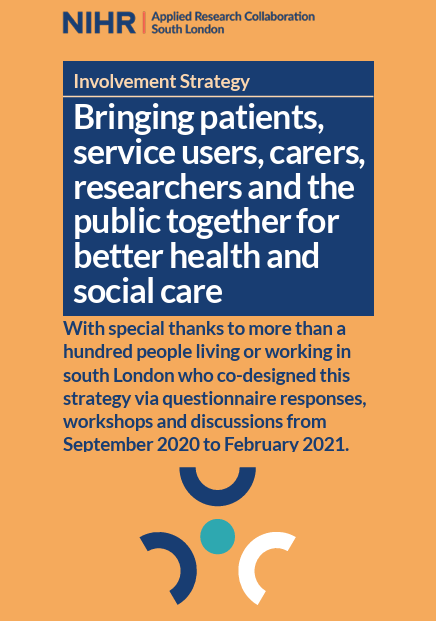 NIHR | Applied Research Collaboration
South London
Involvement Strategy
Bringing patients,
service users, carers,
researchers and the
public together for
better health and
social care
With special thanks to more than a
hundred people living or working in
south London who co-designed this
strategy via questionnaire responses,
workshops and discussions from
September 2020 to February 2021.